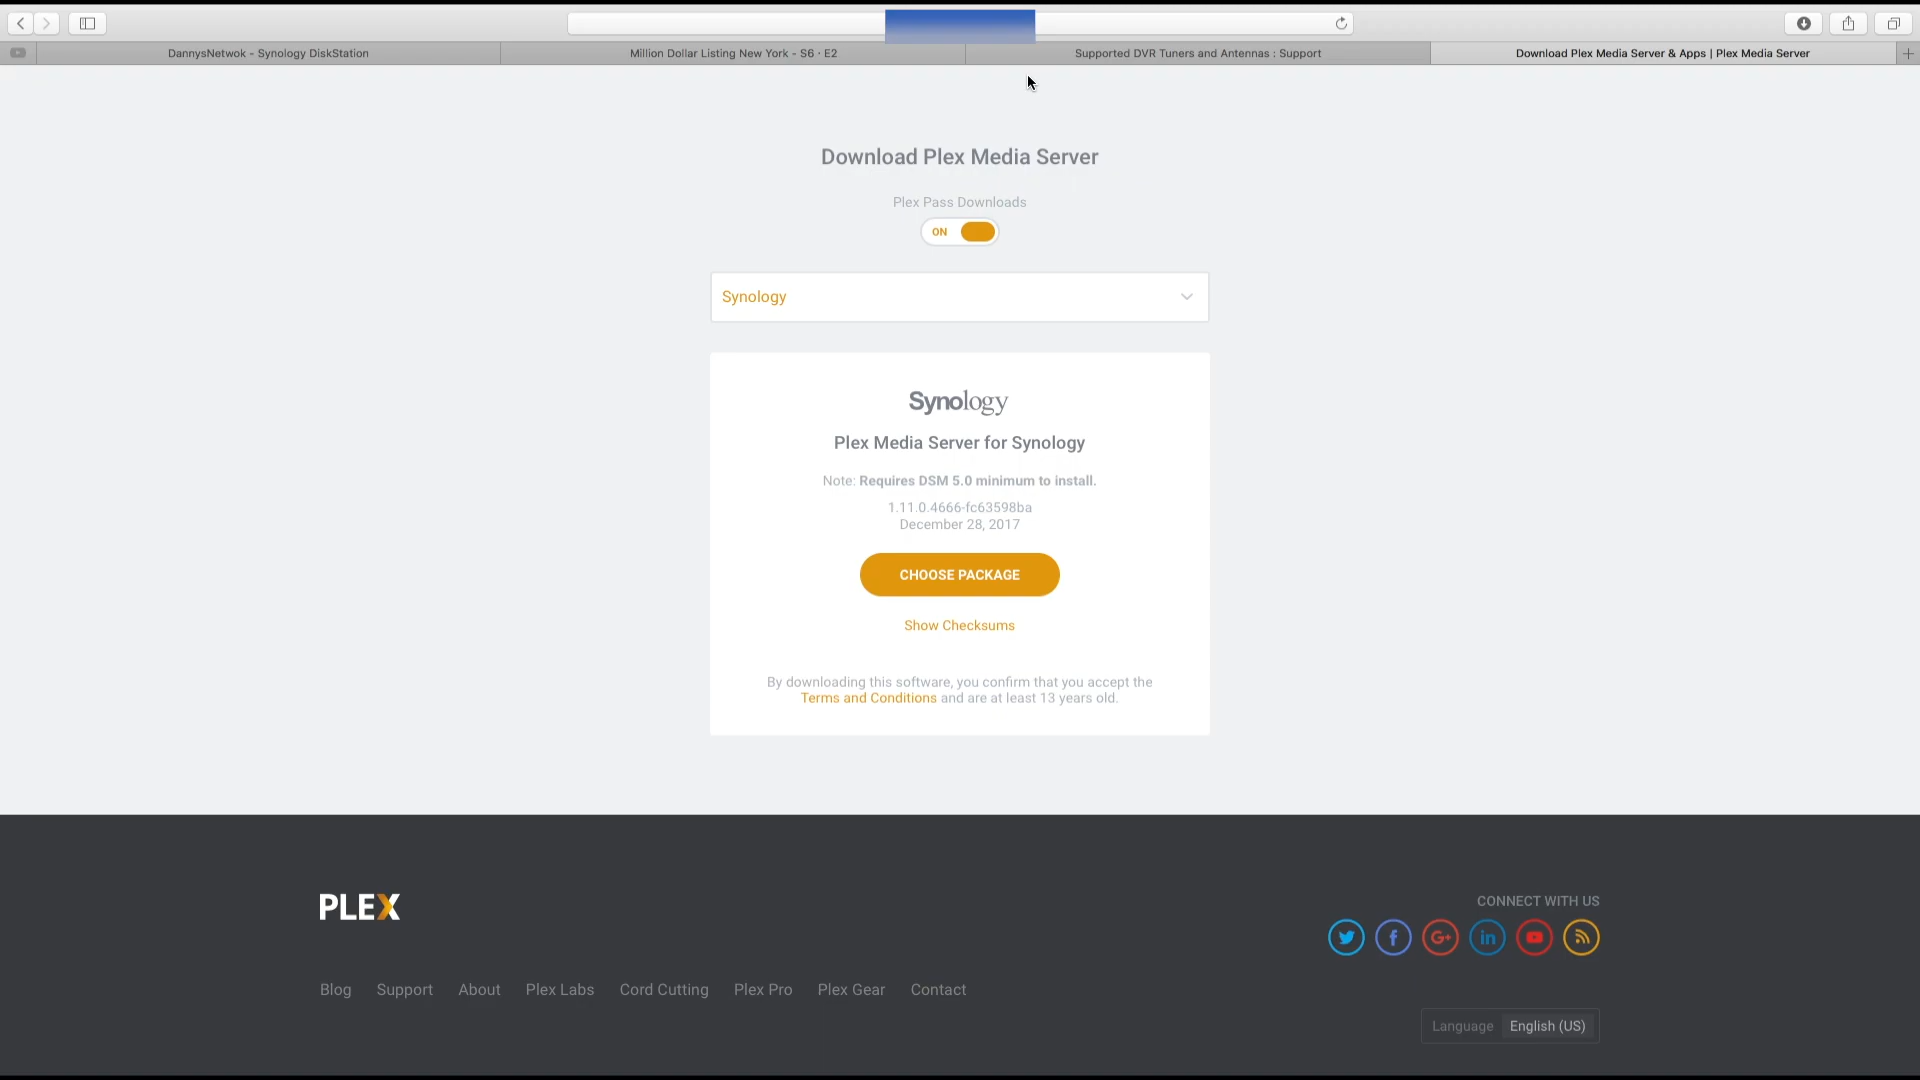 DannysNetwok - Synology DiskStation
Million Dollar Listing New York - S6 · E2
Supported DVR Tuners and Antennas : Support
Download Plex Media Server & Apps | Plex Media Server
Download Plex Media Server
Plex Pass Downloads
ON
Synology
Synology
Plex Media Server for Synology
Note: Requires DSM 5.0 minimum to install.
1.11.0.4666-fc63598ba
December 28, 2017
CHOOSE PACKAGE
Show Checksums
By downloading this software, you confirm that you accept the
Terms and Conditions and are at least 13 years old.
PLEX
CONNECT WITH US
Blog Support About Plex Labs Cord Cutting Plex Pro Plex Gear Contact
Language English (US)